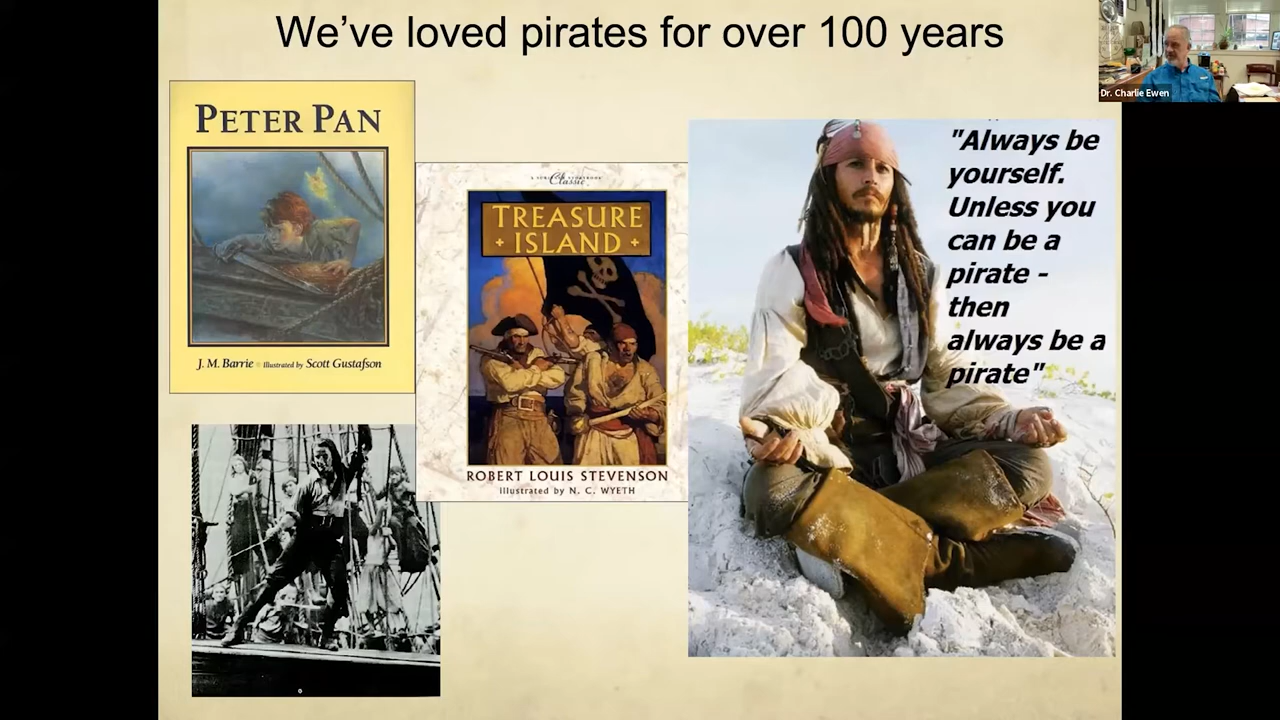 We've loved pirates for over 100 years
Dr. Charlie Ewen
PETER PAN
J. M. Barrie Illustrated by Scott Gustafson
Classic
TREASURE
ISLAND
ROBERT LOUIS STEVENSON
Illustrated by N. C. WYETH
"Always be
yourself.
Unless you
can be a
pirate -
then
always be a
pirate"